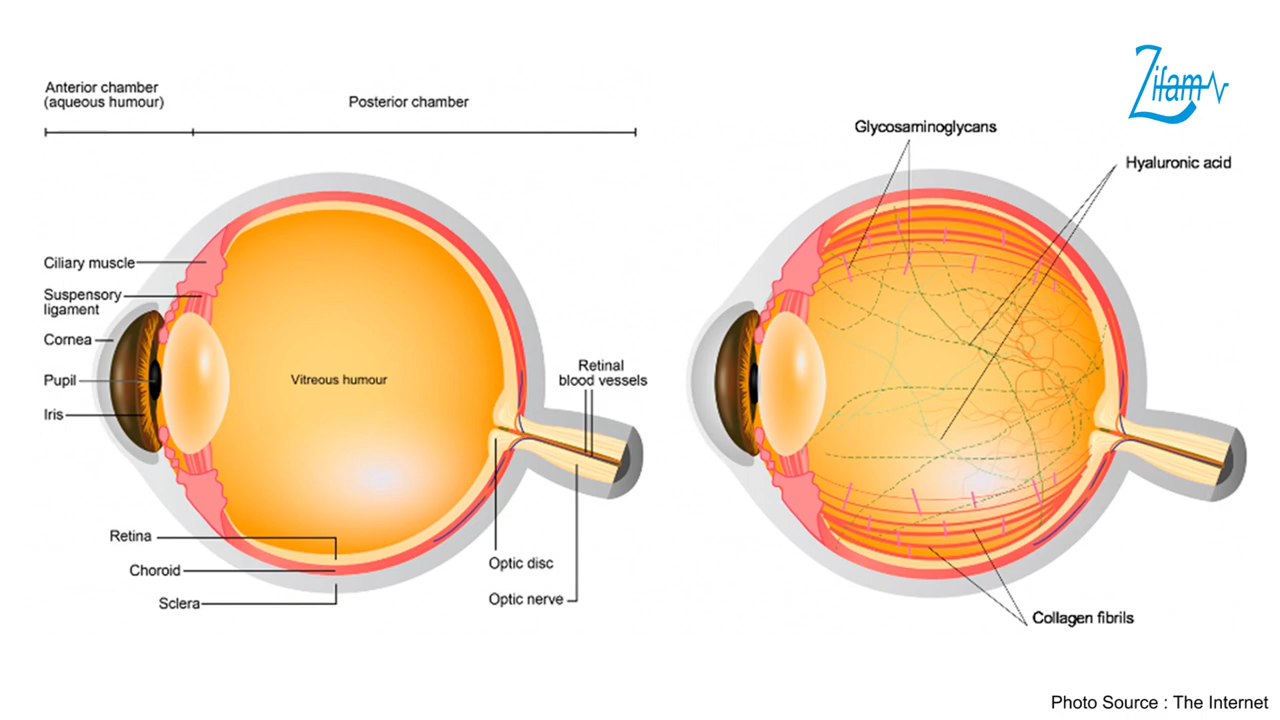 Zifam
Anterior chamber
(aqueous humour)
Posterior chamber
Glycosaminoglycans
Hyaluronic acid
Ciliary muscle
Suspensory
ligament
Cornea
Pupil
Iris
Vitreous humour
Retinal
blood vessels
Retina
Choroid
Sclera
Optic disc
Optic nerve
Collagen fibrils
Photo Source : The Internet